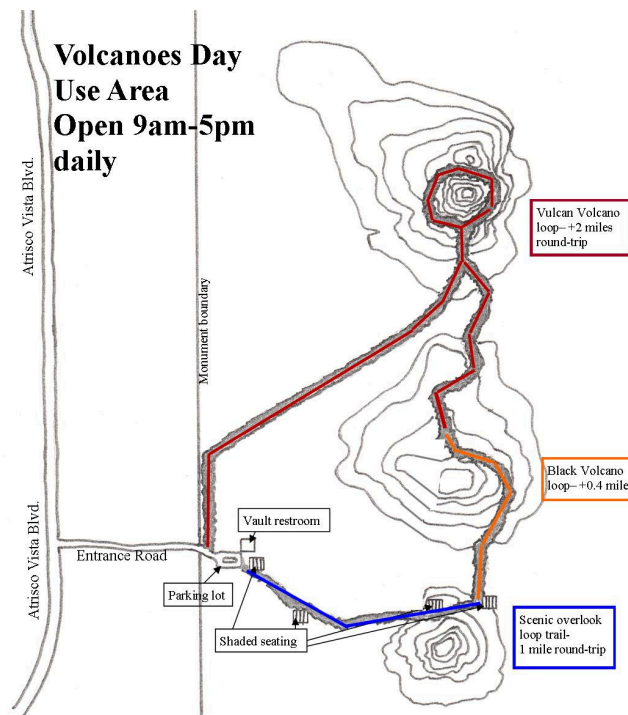 Volcanoes Day
Use Area
Open 9am-5pm
daily
Atrisco Vista Blvd.
Monument boundary
Vulcan Volcano
loop– +2 miles
round-trip
Black Volcano
loop– +0.4 mile
Atrisco Vista Blvd.
Vault restroom
Entrance Road
Parking lot
Shaded seating
Scenic overlook
loop trail-
1 mile round-trip